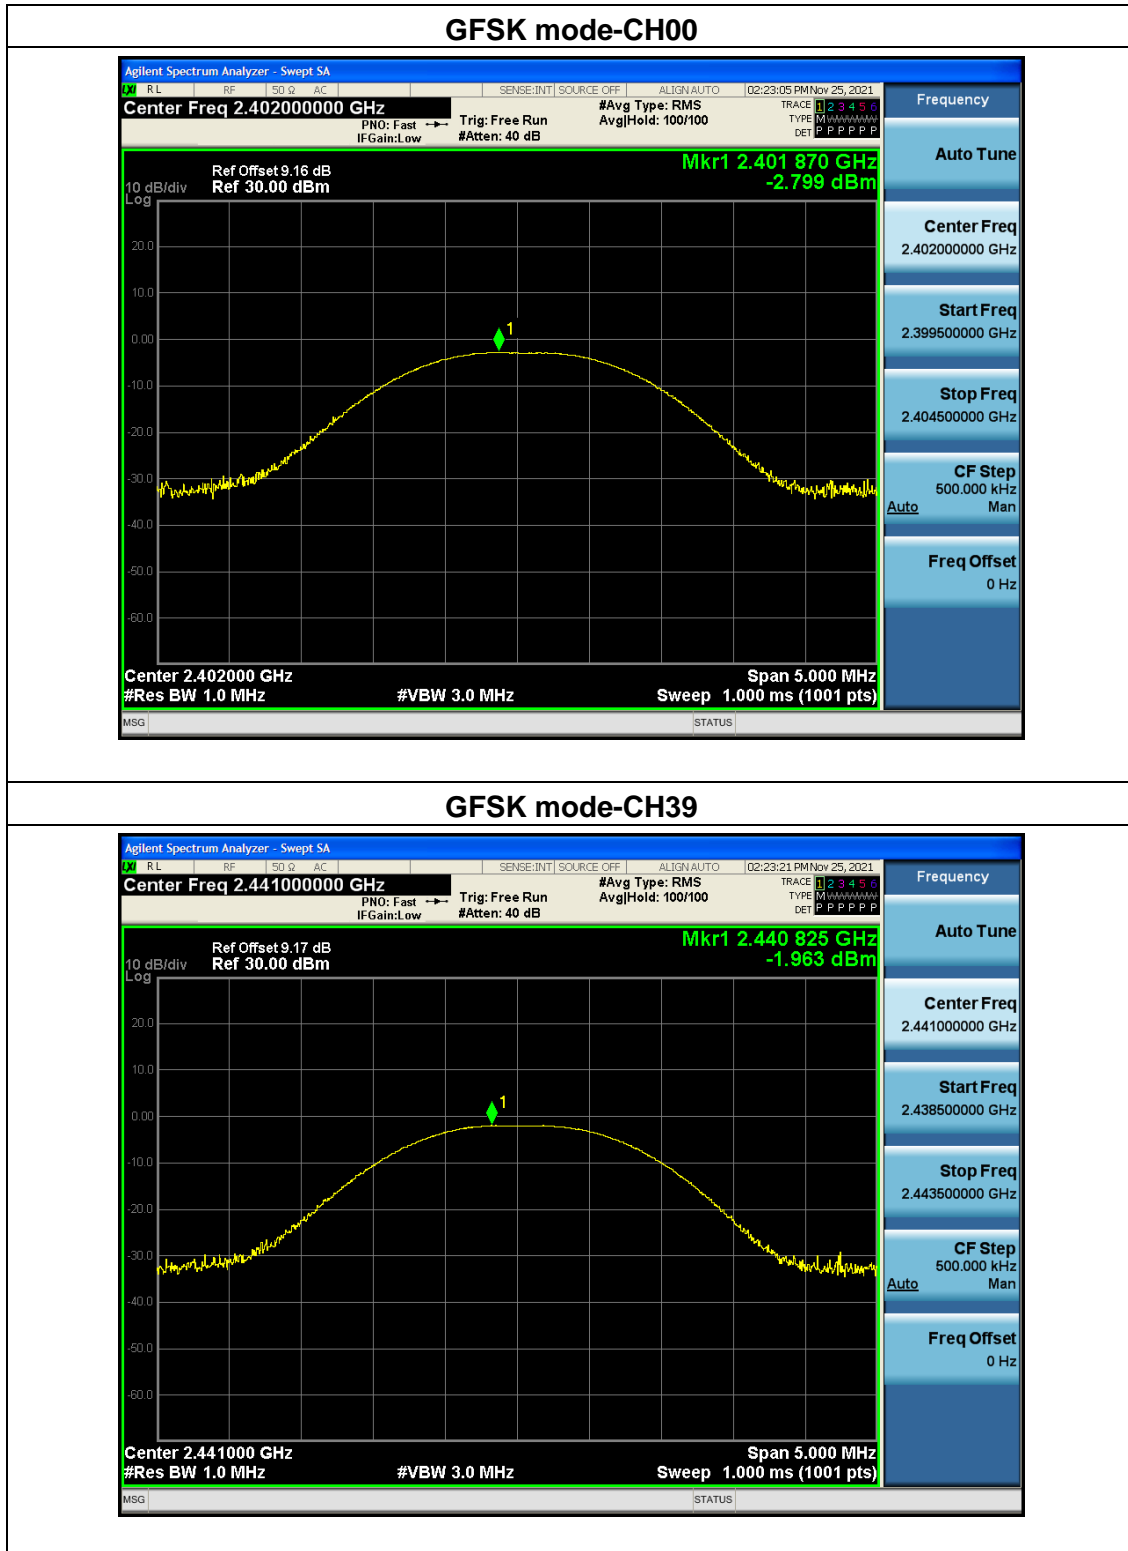 GFSK mode-CH00
Agilent Spectrum Analyzer - Swept SA
LXI RL RF 50 Ω AC SENSE:INT SOURCE OFF ALIGN AUTO 02:23:05 PM Nov 25, 2021
Center Freq 2.402000000 GHz
PNO: Fast
IFGain:Low
Trig: Free Run
#Atten: 40 dB
#Avg Type: RMS
Avg|Hold: 100/100
TRACE 1 2 3 4 5 6
TYPE M W W W W W
DET P P P P P P
Frequency
Mkr1 2.401 870 GHz
-2.799 dBm
Ref Offset 9.16 dB
10 dB/div Ref 30.00 dBm
Log
20.0
10.0
0.00
-10.0
-20.0
-30.0
-40.0
-50.0
-60.0
1
Center 2.402000 GHz Span 5.000 MHz
#Res BW 1.0 MHz #VBW 3.0 MHz Sweep 1.000 ms (1001 pts)
MSG STATUS
Auto Tune
Center Freq
2.402000000 GHz
Start Freq
2.399500000 GHz
Stop Freq
2.404500000 GHz
CF Step
500.000 kHz
Auto Man
Freq Offset
0 Hz
GFSK mode-CH39
Agilent Spectrum Analyzer - Swept SA
LXI RL RF 50 Ω AC SENSE:INT SOURCE OFF ALIGN AUTO 02:23:21 PM Nov 25, 2021
Center Freq 2.441000000 GHz
PNO: Fast
IFGain:Low
Trig: Free Run
#Atten: 40 dB
#Avg Type: RMS
Avg|Hold: 100/100
TRACE 1 2 3 4 5 6
TYPE M W W W W W
DET P P P P P P
Frequency
Mkr1 2.440 825 GHz
-1.963 dBm
Ref Offset 9.17 dB
10 dB/div Ref 30.00 dBm
Log
20.0
10.0
0.00
-10.0
-20.0
-30.0
-40.0
-50.0
-60.0
1
Center 2.441000 GHz Span 5.000 MHz
#Res BW 1.0 MHz #VBW 3.0 MHz Sweep 1.000 ms (1001 pts)
MSG STATUS
Auto Tune
Center Freq
2.441000000 GHz
Start Freq
2.438500000 GHz
Stop Freq
2.443500000 GHz
CF Step
500.000 kHz
Auto Man
Freq Offset
0 Hz